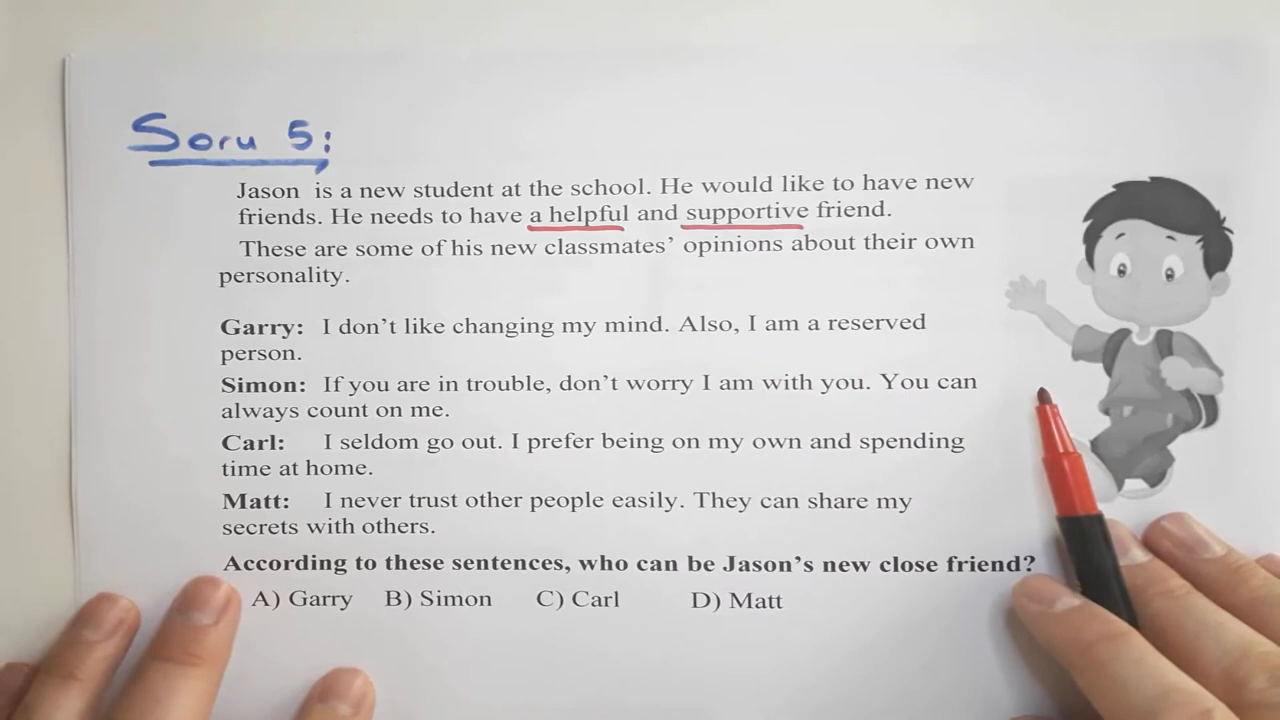 Soru 5:
Jason is a new student at the school. He would like to have new
friends. He needs to have a helpful and supportive friend.
These are some of his new classmates' opinions about their own
personality.
Garry: I don't like changing my mind. Also, I am a reserved
person.
Simon: If you are in trouble, don't worry I am with you. You can
always count on me.
Carl: I seldom go out. I prefer being on my own and spending
time at home.
Matt: I never trust other people easily. They can share my
secrets with others.
According to these sentences, who can be Jason's new close friend?
A) Garry B) Simon C) Carl D) Matt